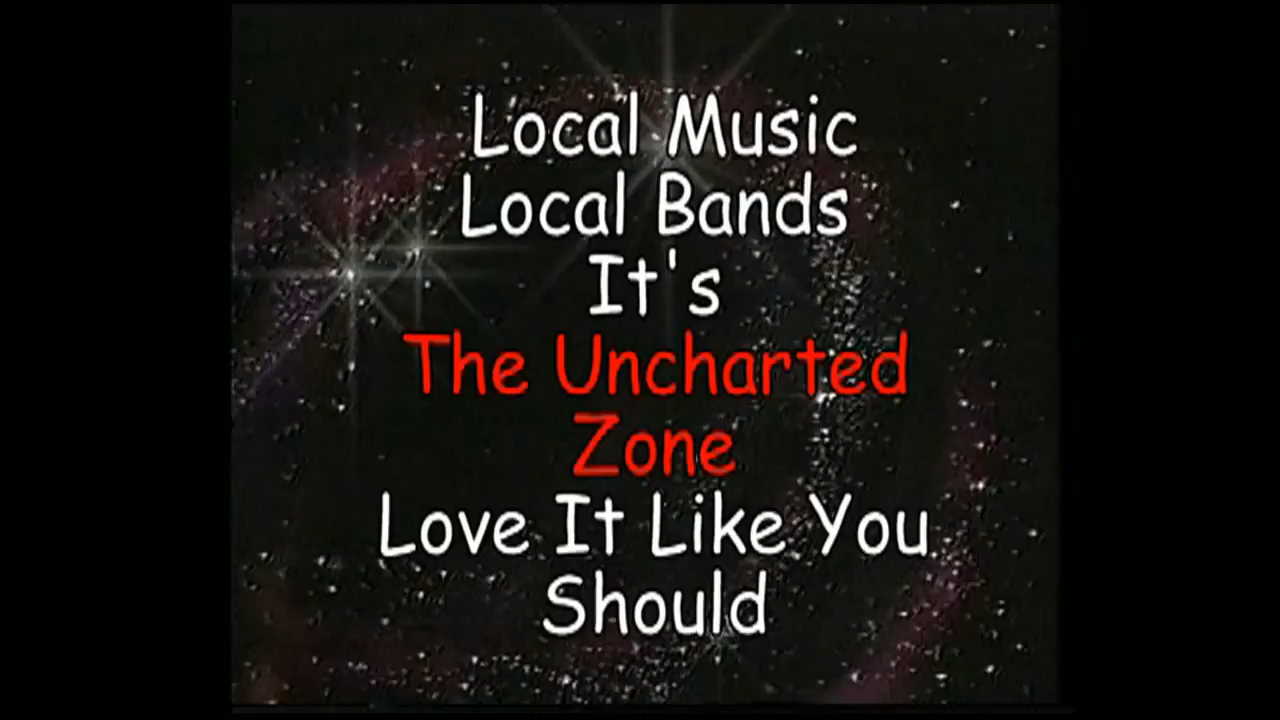 Local Music
Local Bands
It's
The Uncharted
Zone
Love It Like You
Should